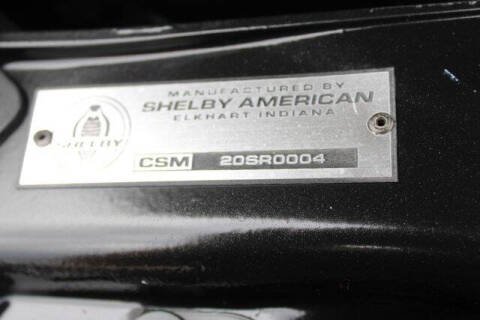 MANUFACTURED BY
SHELBY AMERICAN
ELKHART INDIANA
SHELBY
CSM 20SR0004